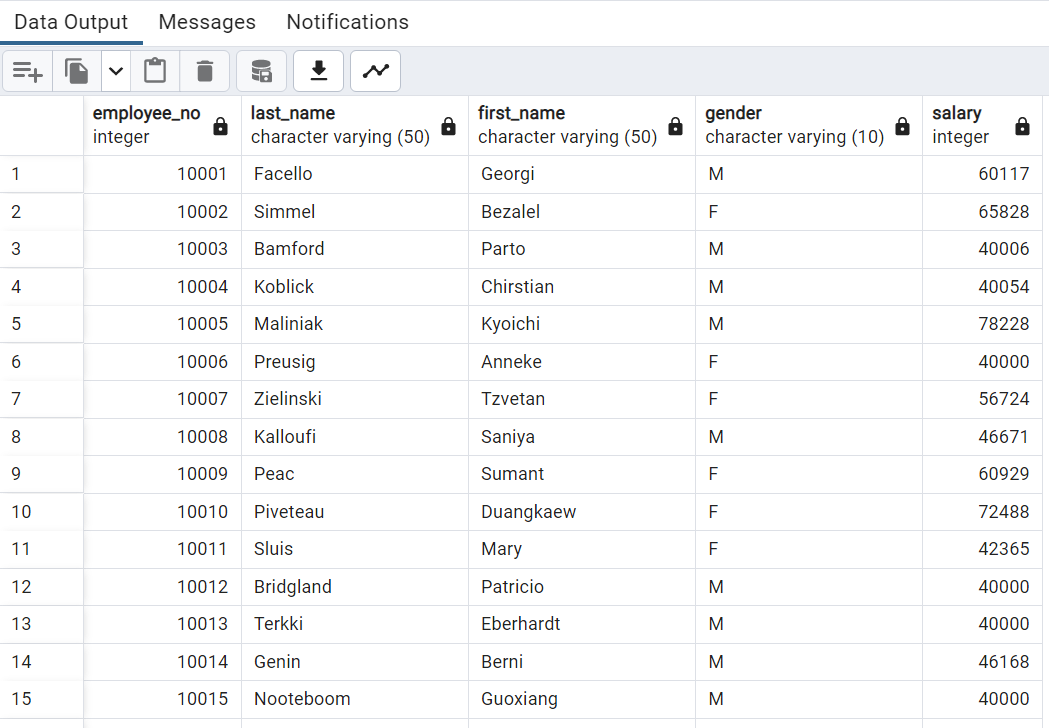 Data Output Messages Notifications
employee_no last_name first_name gender salary
integer character varying (50) character varying (50) character varying (10) integer
1 10001 Facello Georgi M 60117
2 10002 Simmel Bezalel F 65828
3 10003 Bamford Parto M 40006
4 10004 Koblick Chirstian M 40054
5 10005 Maliniak Kyoichi M 78228
6 10006 Preusig Anneke F 40000
7 10007 Zielinski Tzvetan F 56724
8 10008 Kalloufi Saniya M 46671
9 10009 Peac Sumant F 60929
10 10010 Piveteau Duangkaew F 72488
11 10011 Sluis Mary F 42365
12 10012 Bridgland Patricio M 40000
13 10013 Terkki Eberhardt M 40000
14 10014 Genin Berni M 46168
15 10015 Nooteboom Guoxiang M 40000